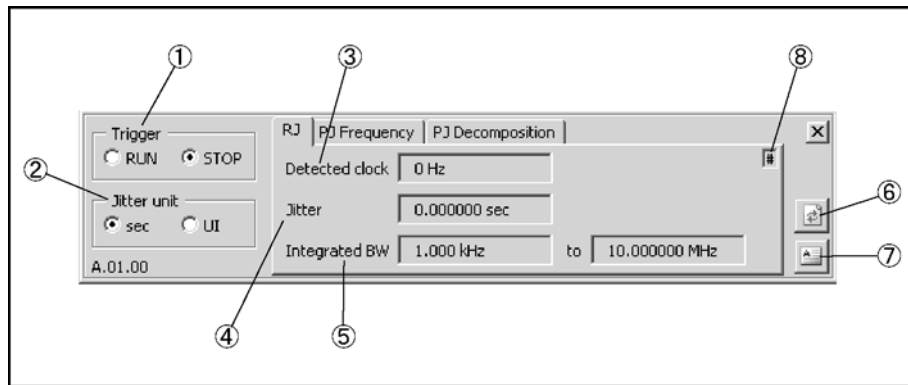 ① ③ ⑧
Trigger
RUN STOP
RJ PJ Frequency PJ Decomposition
#
Detected clock 0 Hz
②
Jitter unit
sec UI
Jitter 0.000000 sec
⑥
Integrated BW 1.000 kHz to 10.000000 MHz
A
⑦
A.01.00
④ ⑤